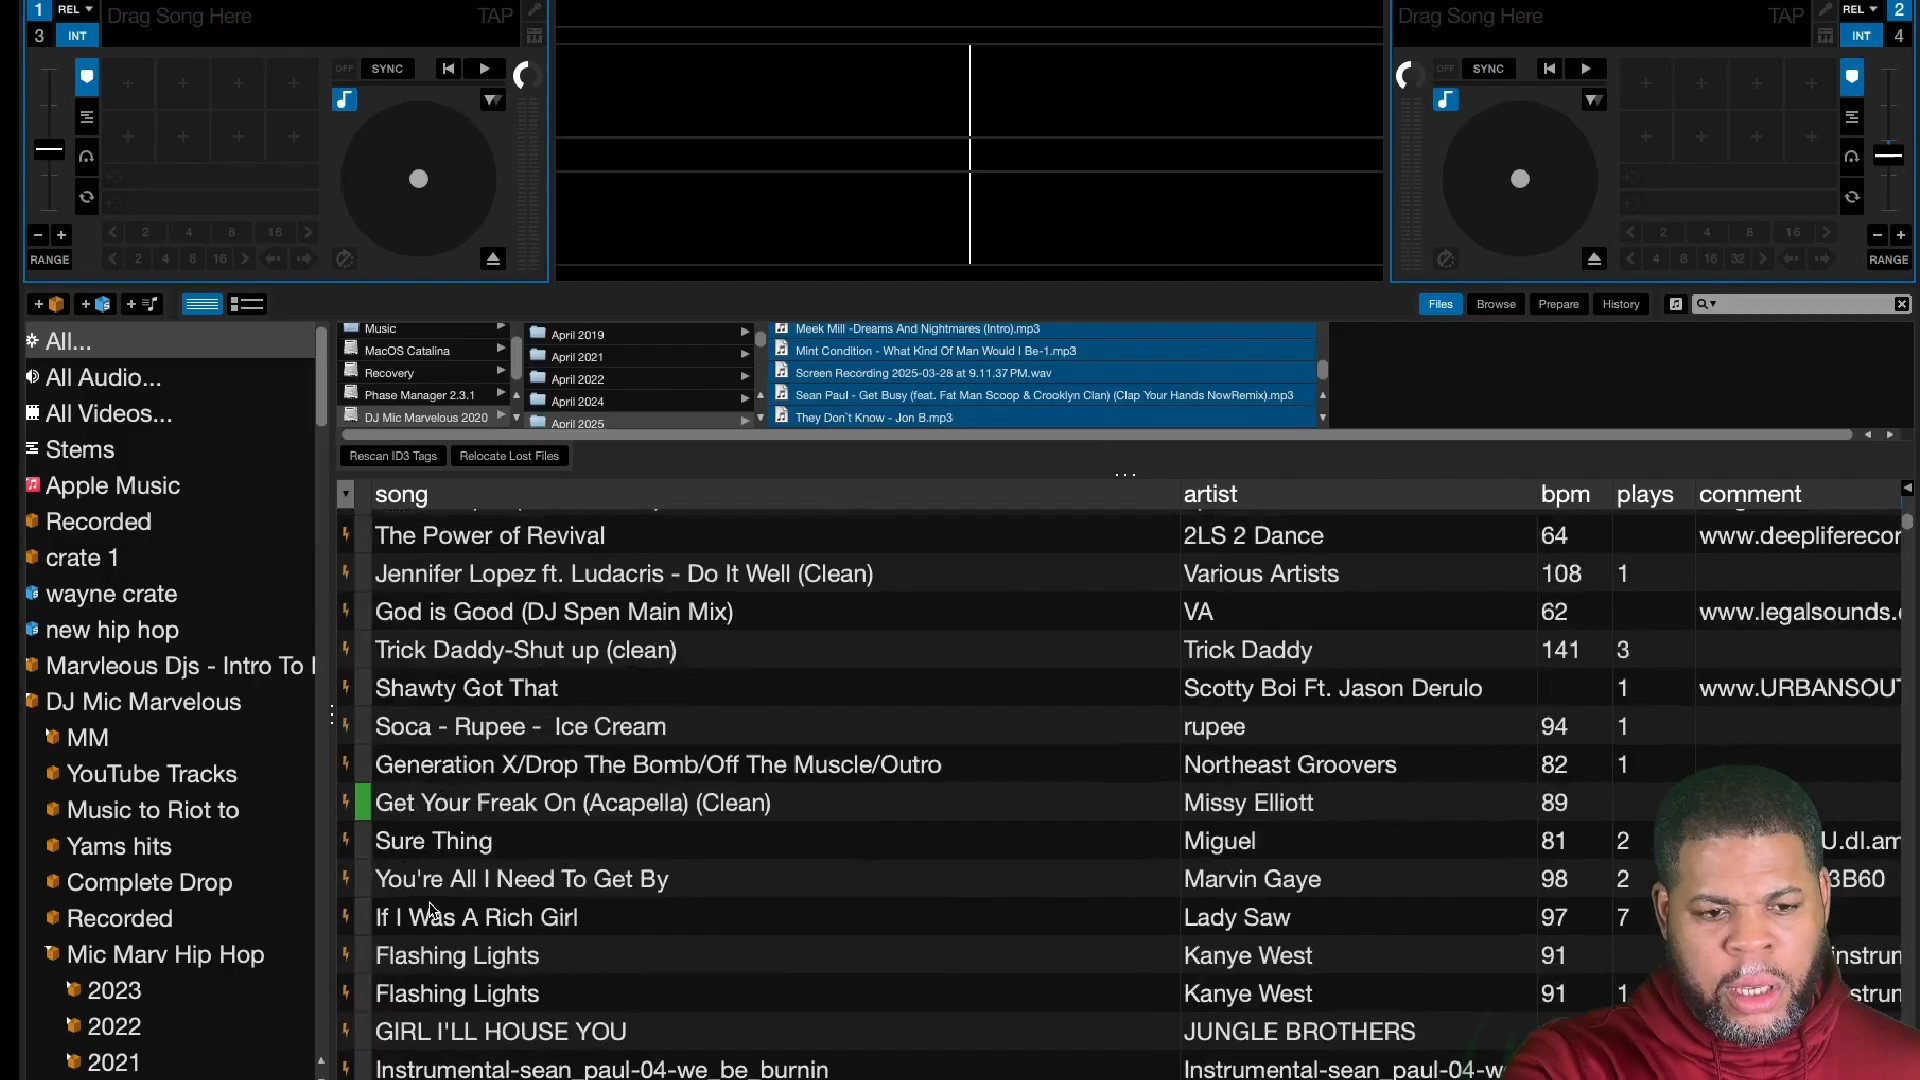 1 REL Drag Song Here TAP
3 INT
OFF SYNC
2 4 8 16
2 4 8 16
RANGE
Drag Song Here TAP REL 2
INT 4
OFF SYNC
2 4 8 16
4 8 16 32
RANGE
Files Browse Prepare History
All...
All Audio...
All Videos...
Stems
Apple Music
Recorded
crate 1
wayne crate
new hip hop
Marvleous Djs - Intro To
DJ Mic Marvelous
MM
YouTube Tracks
Music to Riot to
Yams hits
Complete Drop
Recorded
Mic Marv Hip Hop
2023
2022
2021
Music
MacOS Catalina
Recovery
Phase Manager 2.3.1
DJ Mic Marvelous 2020
April 2019
April 2021
April 2022
April 2024
April 2025
Meek Mill -Dreams And Nightmares (Intro).mp3
Mint Condition - What Kind Of Man Would I Be-1.mp3
Screen Recording 2025-03-28 at 9.11.37 PM.wav
Sean Paul - Get Busy (feat. Fat Man Scoop & Crooklyn Clan) (Clap Your Hands NowRemix).mp3
They Don`t Know - Jon B.mp3
Rescan ID3 Tags Relocate Lost Files
song artist bpm plays comment
The Power of Revival 2LS 2 Dance 64 www.deepliferecor
Jennifer Lopez ft. Ludacris - Do It Well (Clean) Various Artists 108 1
God is Good (DJ Spen Main Mix) VA 62 www.legalsounds.
Trick Daddy-Shut up (clean) Trick Daddy 141 3
Shawty Got That Scotty Boi Ft. Jason Derulo 1 www.URBANSOU
Soca - Rupee - Ice Cream rupee 94 1
Generation X/Drop The Bomb/Off The Muscle/Outro Northeast Groovers 82 1
Get Your Freak On (Acapella) (Clean) Missy Elliott 89
Sure Thing Miguel 81 2 U.dl.am
You're All I Need To Get By Marvin Gaye 98 2 3B60
If I Was A Rich Girl Lady Saw 97 7
Flashing Lights Kanye West 91 instrum
Flashing Lights Kanye West 91 1 strum
GIRL I'LL HOUSE YOU JUNGLE BROTHERS
Instrumental-sean_paul-04-we_be_burnin Instrumental-sean_paul-04-w